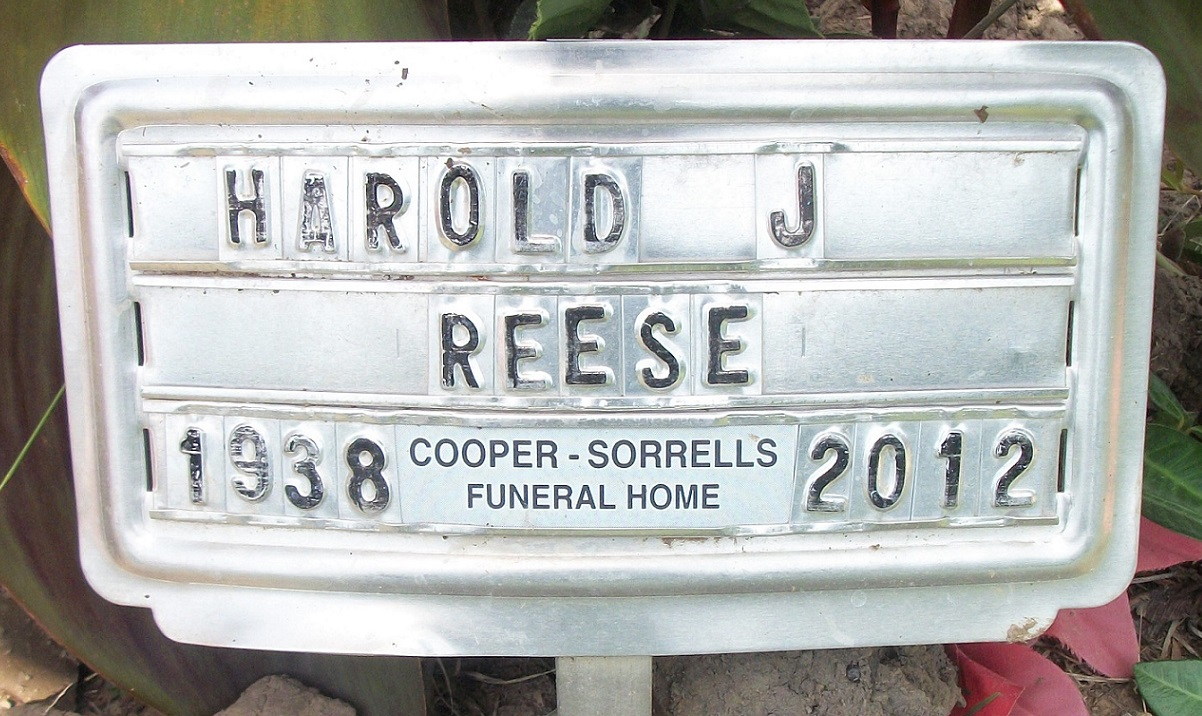 HAROLD J
REESE
1938 COOPER - SORRELLS 2012
FUNERAL HOME